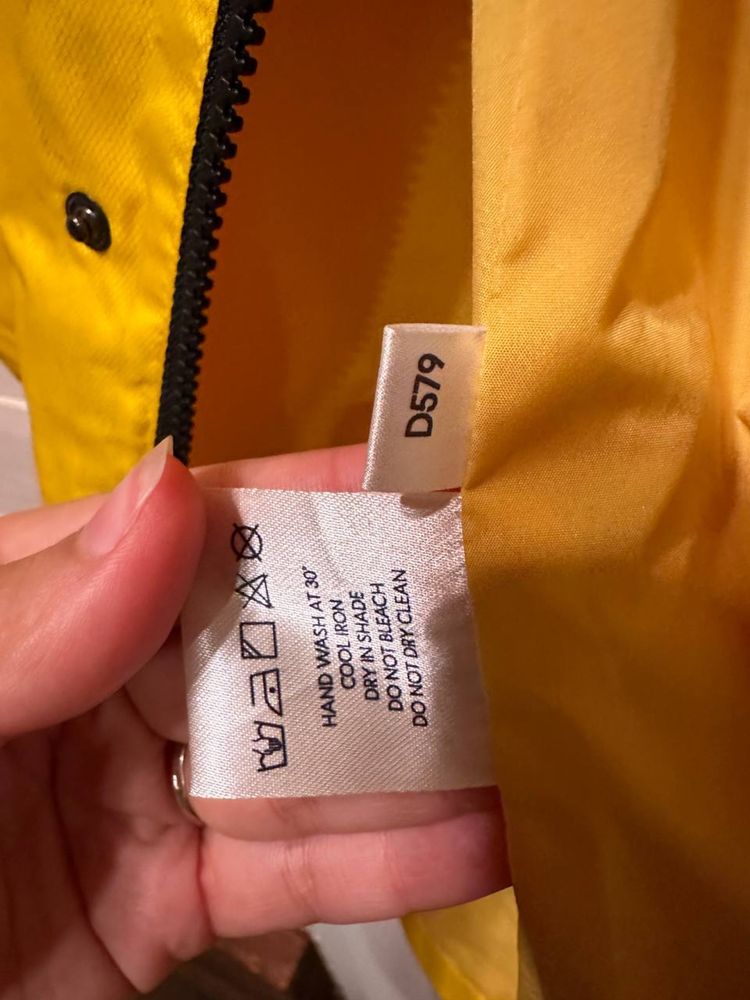 D579
HAND WASH AT 30°
COOL IRON
DRY IN SHADE
DO NOT BLEACH
DO NOT DRY CLEAN